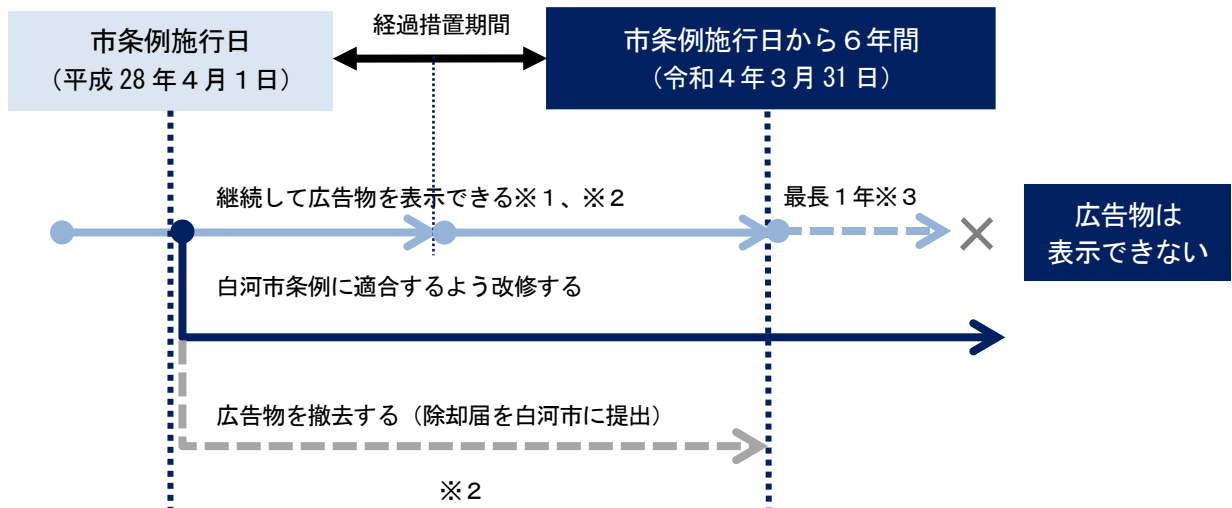 市条例施行日
（平成28年４月１日）
経過措置期間
市条例施行日から６年間
（令和４年３月31日）
継続して広告物を表示できる※１、※２
最長１年※３
広告物は
表示できない
白河市条例に適合するよう改修する
広告物を撤去する（除却届を白河市に提出）
※２